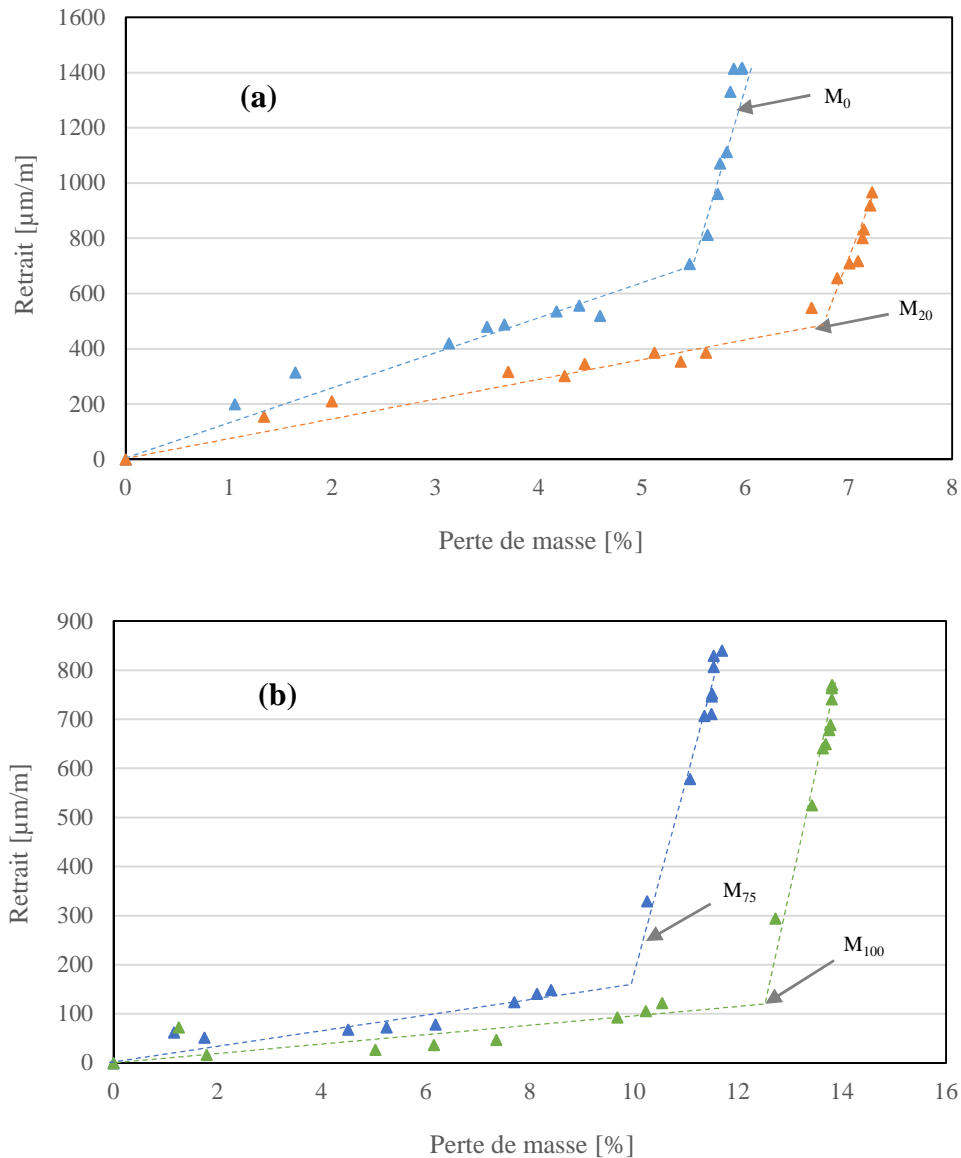 1600
1400
1200
1000
800
600
400
200
0
Retrait [µm/m]
(a)
M0
M20
0 1 2 3 4 5 6 7 8
Perte de masse [%]
900
800
700
600
500
400
300
200
100
0
Retrait [µm/m]
(b)
M75
M100
0 2 4 6 8 10 12 14 16
Perte de masse [%]